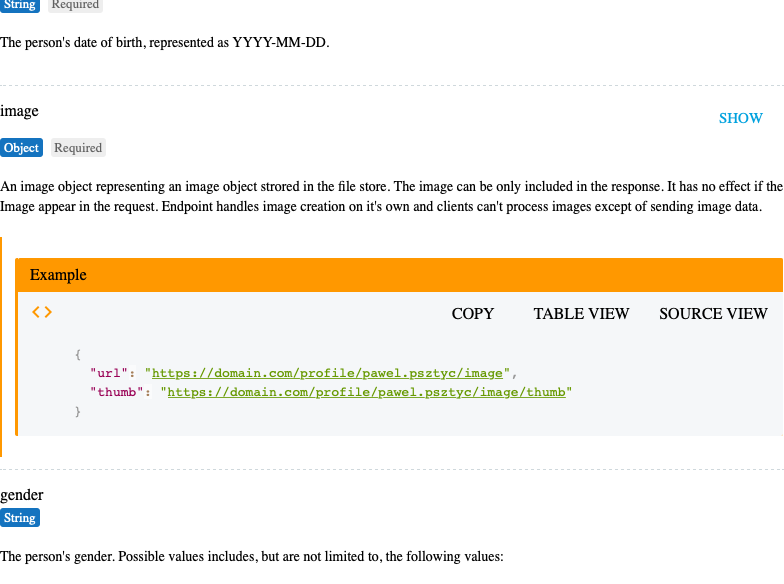 String Required
The person's date of birth, represented as YYYY-MM-DD.
image
SHOW
Object Required
An image object representing an image object strored in the file store. The image can be only included in the response. It has no effect if the
Image appear in the request. Endpoint handles image creation on it's own and clients can't process images except of sending image data.
Example
<> COPY TABLE VIEW SOURCE VIEW
{
"url": "https://domain.com/profile/pawel.psztyc/image",
"thumb": "https://domain.com/profile/pawel.psztyc/image/thumb"
}
gender
String
The person's gender. Possible values includes, but are not limited to, the following values: